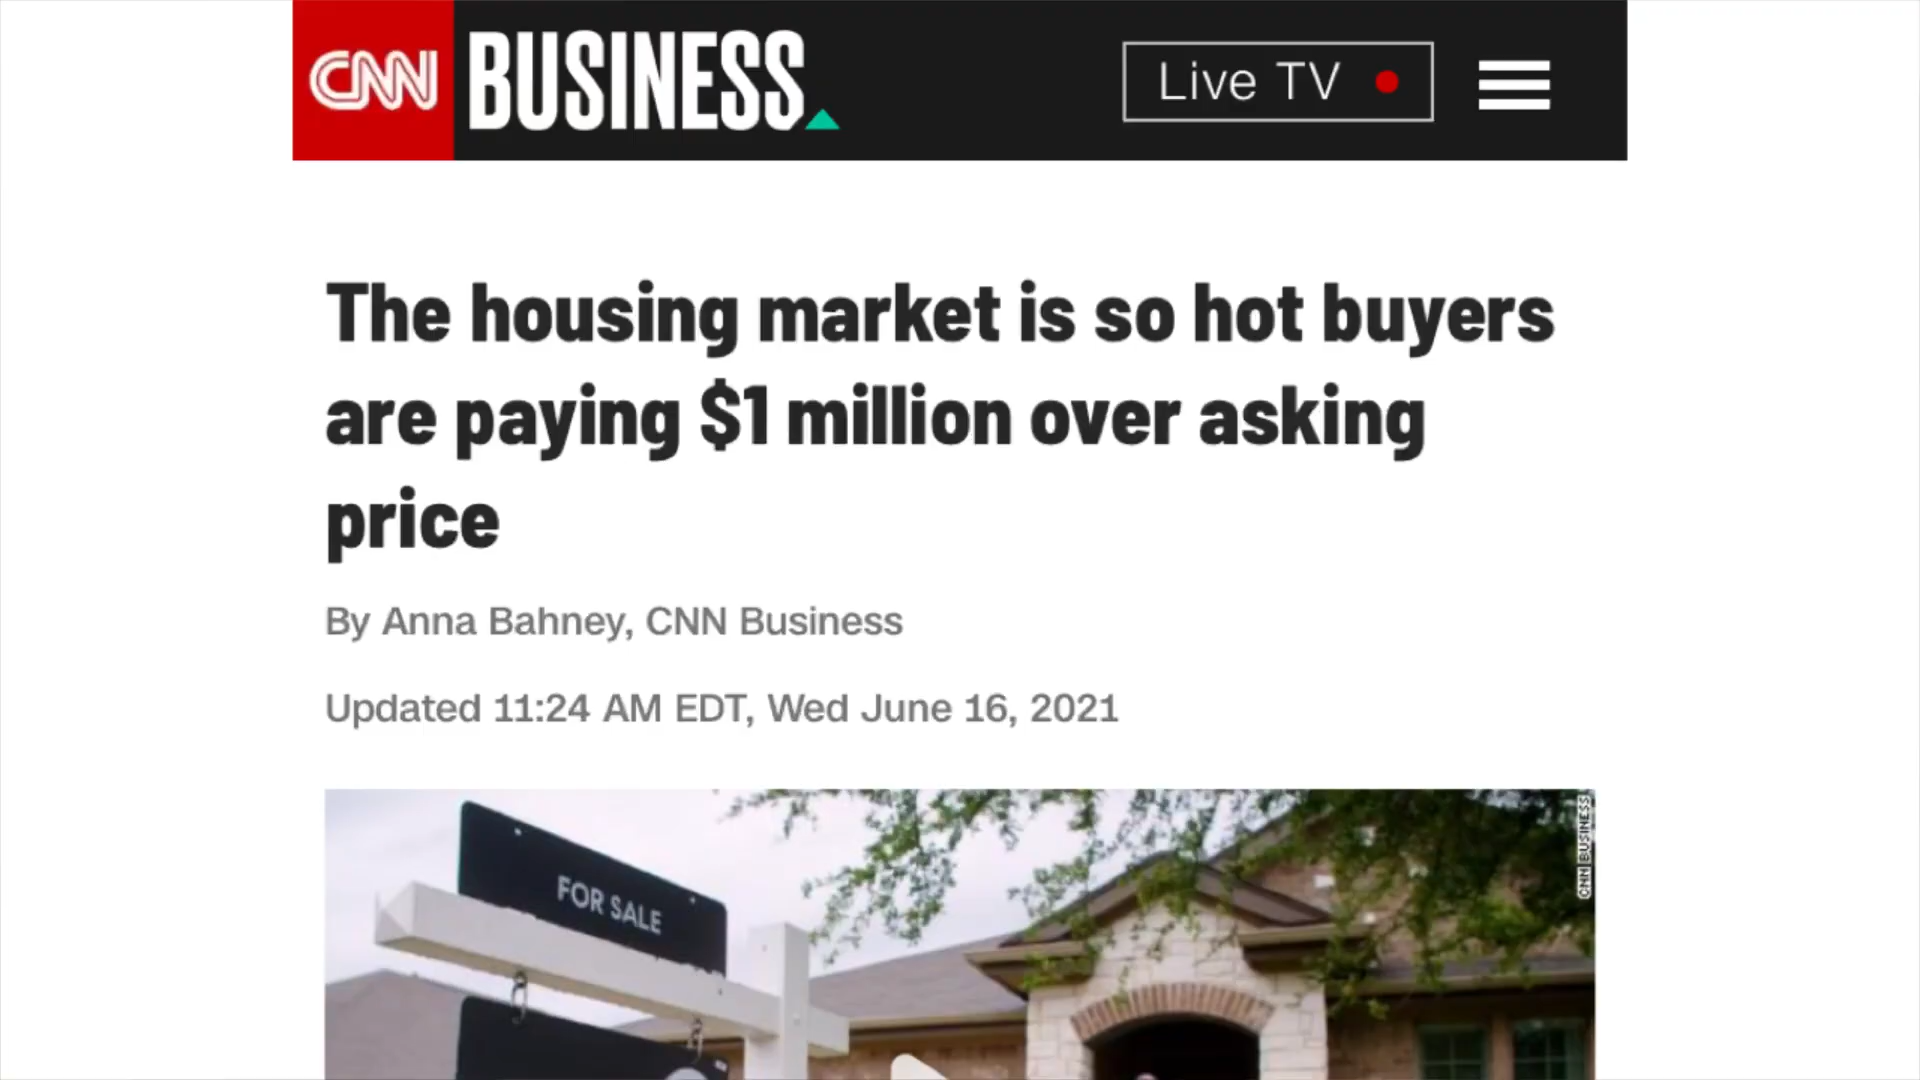 CNN BUSINESS
Live TV
The housing market is so hot buyers
are paying $1 million over asking
price
By Anna Bahney, CNN Business
Updated 11:24 AM EDT, Wed June 16, 2021
CNN BUSINESS
FOR SALE